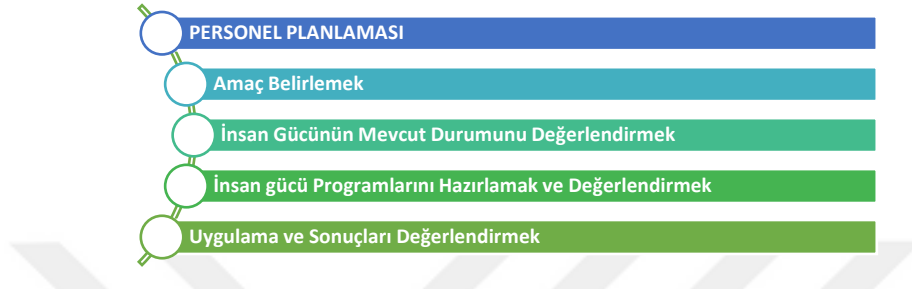 PERSONEL PLANLAMASI
Amaç Belirlemek
İnsan Gücünün Mevcut Durumunu Değerlendirmek
İnsan gücü Programlarını Hazırlamak ve Değerlendirmek
Uygulama ve Sonuçları Değerlendirmek